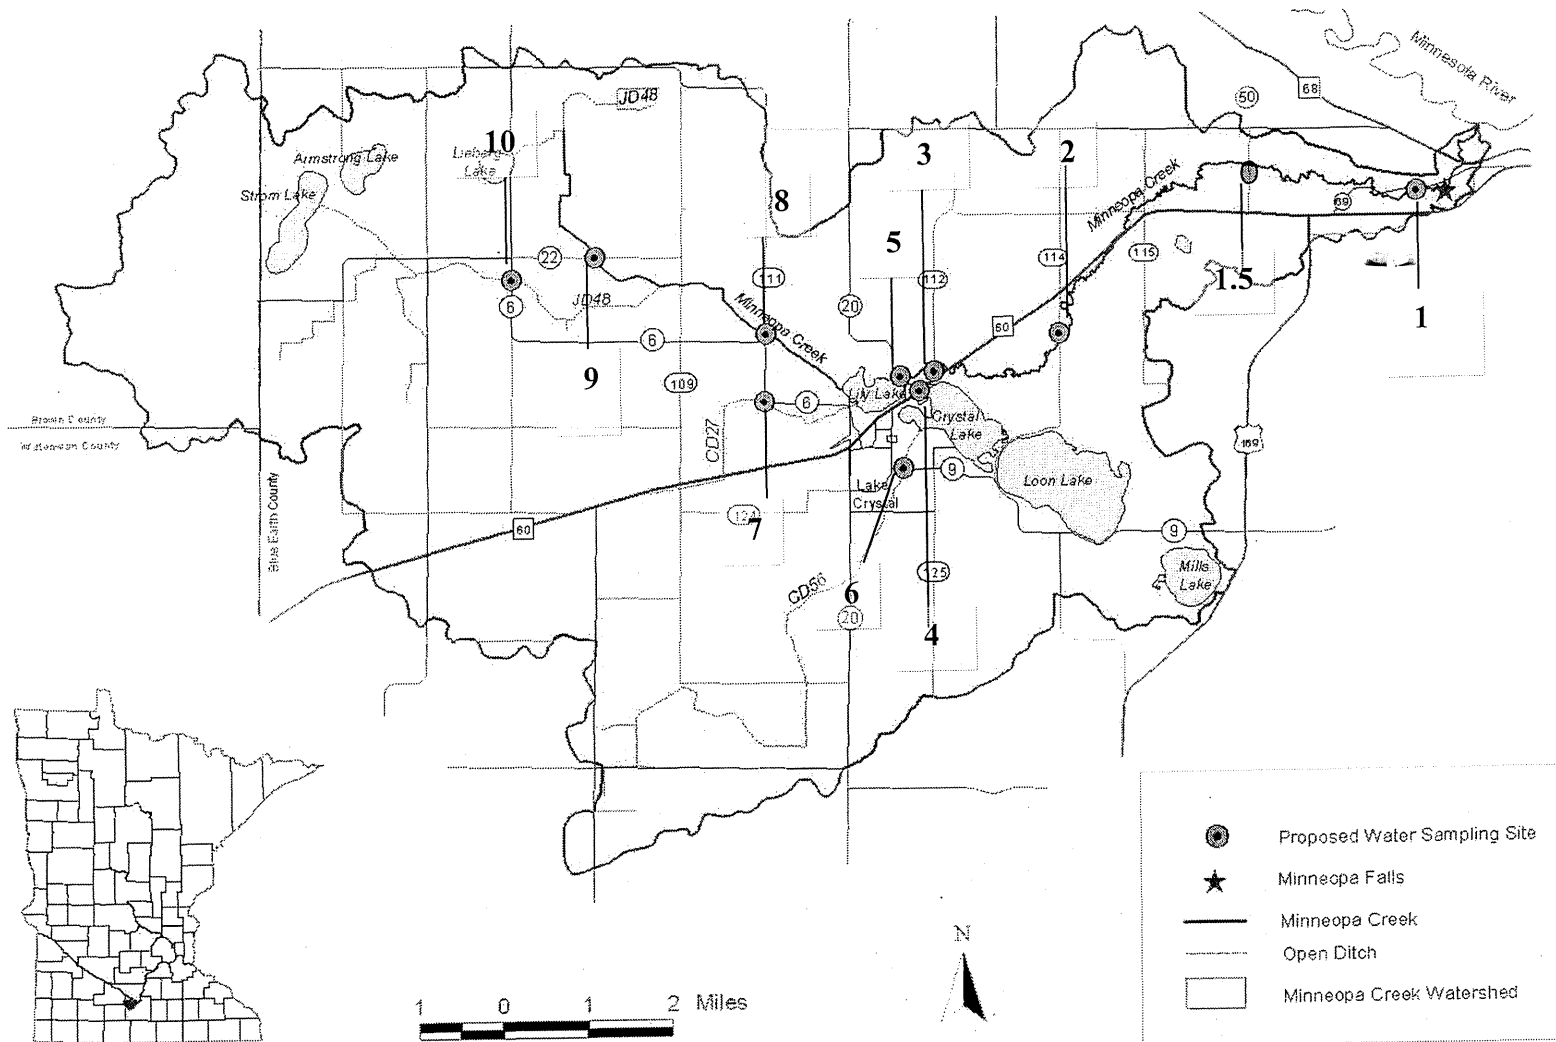 Minnesota River
68
50
JD48
10
3
2
Armstrong Lake
Lieberg
Lake
Strom Lake
8
Minneopa Creek
69
5
22
111
112
114
115
1.5
1
6
JD48
Minneopa Creek
20
60
6
9
109
6
Lily Lake
Crystal
Lake
Brown County
Watonwan County
CD27
169
9
Loon Lake
Lake
Crystal
Blue Earth County
60
124
7
9
Mills
Lake
CD56
6
125
20
4
Proposed Water Sampling Site
Minneopa Falls
Minneopa Creek
Open Ditch
Minneopa Creek Watershed
N
1 0 1 2 Miles